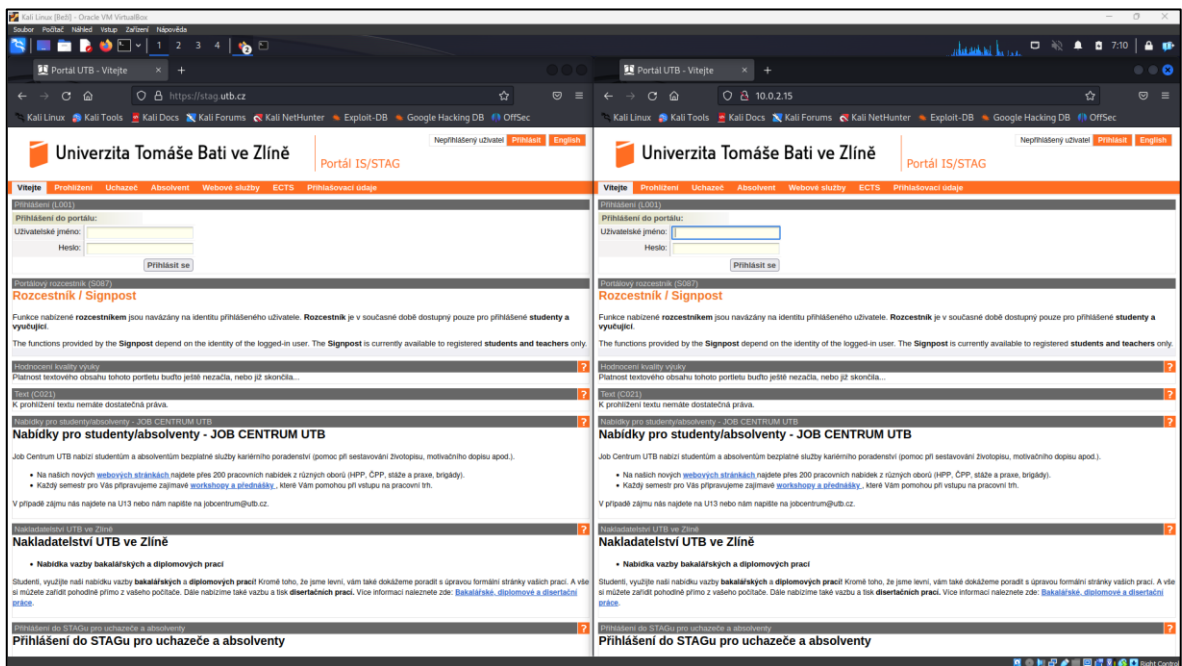 Kali Linux [Běží] - Oracle VM VirtualBox
Soubor Počítač Náhled Vstup Zařízení Nápověda
1 2 3 4
7:10
Portál UTB - Vítejte
https://stag.utb.cz
Kali Linux Kali Tools Kali Docs Kali Forums Kali NetHunter Exploit-DB Google Hacking DB OffSec
Nepřihlášený uživatel Přihlásit English
Univerzita Tomáše Bati ve Zlíně
Portál IS/STAG
Vítejte Prohlížení Uchazeč Absolvent Webové služby ECTS Přihlašovací údaje
Přihlášení (L001)
Přihlášení do portálu:
Uživatelské jméno:
Heslo:
Přihlásit se
Portálový rozcestník (S087)
Rozcestník / Signpost
Funkce nabízené rozcestníkem jsou navázány na identitu přihlášeného uživatele. Rozcestník je v současné době dostupný pouze pro přihlášené studenty a
vyučující.
The functions provided by the Signpost depend on the identity of the logged-in user. The Signpost is currently available to registered students and teachers only.
Hodnocení kvality výuky
?
Platnost textového obsahu tohoto portletu buďto ještě nezačla, nebo již skončila...
Text (C021)
?
K prohlížení textu nemáte dostatečná práva.
Nabídky pro studenty/absolventy - JOB CENTRUM UTB
?
Nabídky pro studenty/absolventy - JOB CENTRUM UTB
Job Centrum UTB nabízí studentům a absolventům bezplatné služby kariérního poradenství (pomoc při sestavování životopisu, motivačního dopisu apod.).
• Na našich nových webových stránkách najdete přes 200 pracovních nabídek z různých oborů (HPP, ČPP, stáže a praxe, brigády).
• Každý semestr pro Vás připravujeme zajímavé workshopy a přednášky , které Vám pomohou při vstupu na pracovní trh.
V případě zájmu nás najdete na U13 nebo nám napište na jobcentrum@utb.cz.
Nakladatelství UTB ve Zlíně
?
Nakladatelství UTB ve Zlíně
• Nabídka vazby bakalářských a diplomových prací
Studenti, využijte naší nabídku vazby bakalářských a diplomových prací! Kromě toho, že jsme levní, vám také dokážeme poradit s úpravou formální stránky vašich prací. A vše
si můžete zařídit pohodlně přímo z vašeho počítače. Dále nabízíme také vazbu a tisk disertačních prací. Více informací naleznete zde: Bakalářské, diplomové a disertační
práce.
Přihlášení do STAGu pro uchazeče a absolventy
?
Přihlášení do STAGu pro uchazeče a absolventy
Portál UTB - Vítejte
10.0.2.15
Kali Linux Kali Tools Kali Docs Kali Forums Kali NetHunter Exploit-DB Google Hacking DB OffSec
Nepřihlášený uživatel Přihlásit English
Univerzita Tomáše Bati ve Zlíně
Portál IS/STAG
Vítejte Prohlížení Uchazeč Absolvent Webové služby ECTS Přihlašovací údaje
Přihlášení (L001)
Přihlášení do portálu:
Uživatelské jméno:
Heslo:
Přihlásit se
Portálový rozcestník (S087)
Rozcestník / Signpost
Funkce nabízené rozcestníkem jsou navázány na identitu přihlášeného uživatele. Rozcestník je v současné době dostupný pouze pro přihlášené studenty a
vyučující.
The functions provided by the Signpost depend on the identity of the logged-in user. The Signpost is currently available to registered students and teachers only.
Hodnocení kvality výuky
?
Platnost textového obsahu tohoto portletu buďto ještě nezačla, nebo již skončila...
Text (C021)
?
K prohlížení textu nemáte dostatečná práva.
Nabídky pro studenty/absolventy - JOB CENTRUM UTB
?
Nabídky pro studenty/absolventy - JOB CENTRUM UTB
Job Centrum UTB nabízí studentům a absolventům bezplatné služby kariérního poradenství (pomoc při sestavování životopisu, motivačního dopisu apod.).
• Na našich nových webových stránkách najdete přes 200 pracovních nabídek z různých oborů (HPP, ČPP, stáže a praxe, brigády).
• Každý semestr pro Vás připravujeme zajímavé workshopy a přednášky , které Vám pomohou při vstupu na pracovní trh.
V případě zájmu nás najdete na U13 nebo nám napište na jobcentrum@utb.cz.
Nakladatelství UTB ve Zlíně
?
Nakladatelství UTB ve Zlíně
• Nabídka vazby bakalářských a diplomových prací
Studenti, využijte naší nabídku vazby bakalářských a diplomových prací! Kromě toho, že jsme levní, vám také dokážeme poradit s úpravou formální stránky vašich prací. A vše
si můžete zařídit pohodlně přímo z vašeho počítače. Dále nabízíme také vazbu a tisk disertačních prací. Více informací naleznete zde: Bakalářské, diplomové a disertační
práce.
Přihlášení do STAGu pro uchazeče a absolventy
?
Přihlášení do STAGu pro uchazeče a absolventy
Right Control